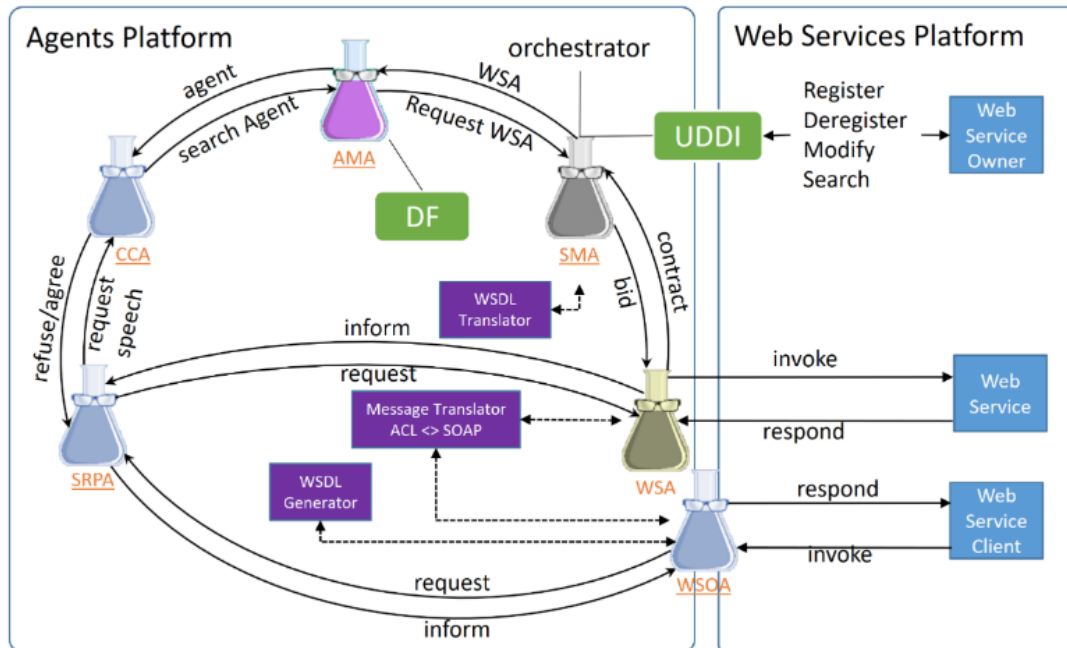 Agents Platform
Web Services Platform
orchestrator
agent
WSA
search Agent
Request WSA
AMA
UDDI
Register
Deregister
Modify
Search
Web
Service
Owner
DF
CCA
SMA
refuse/agree
request
speech
WSDL
Translator
bid
contract
inform
request
invoke
Web
Service
respond
Message Translator
ACL <> SOAP
SRPA
WSA
WSDL
Generator
respond
Web
Service
Client
invoke
request
WSOA
inform